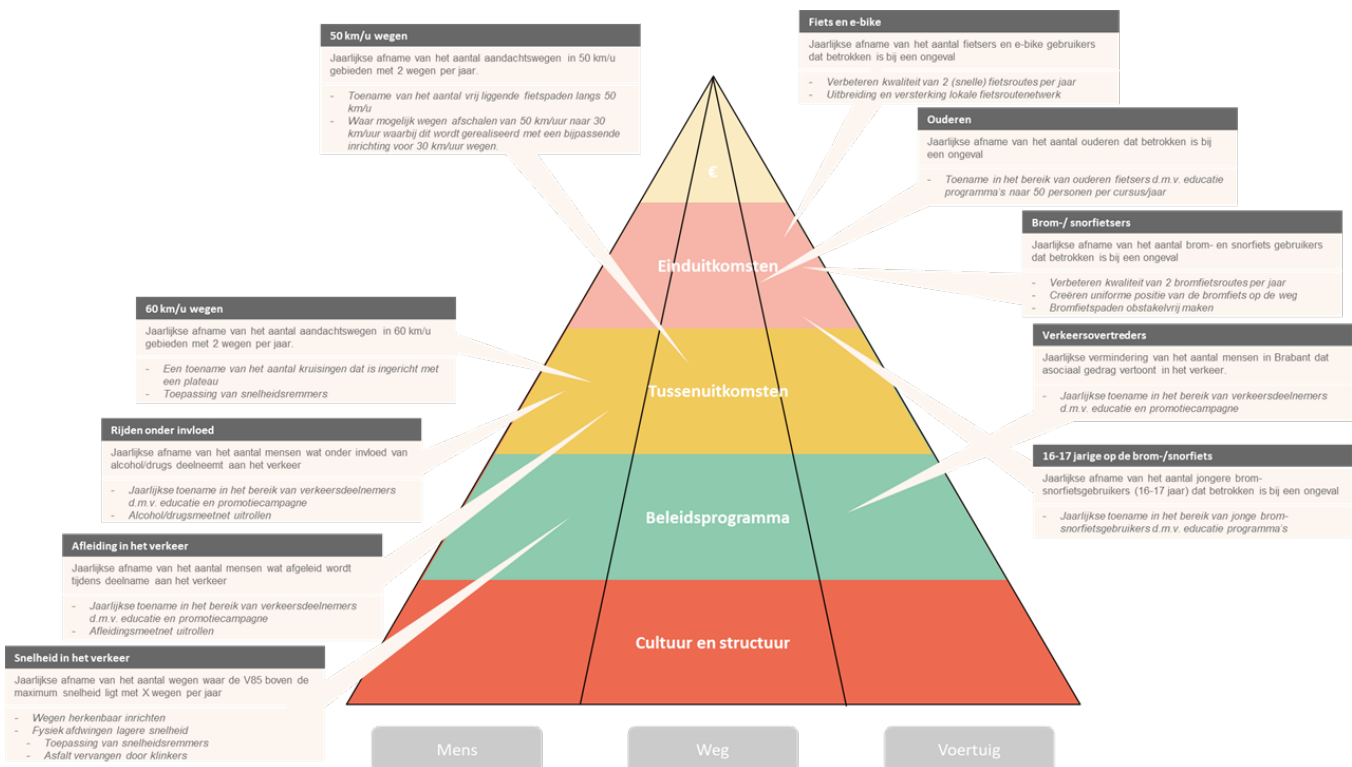 50 km/u wegen
Jaarlijkse afname van het aantal aandachtswegen in 50 km/u
gebieden met 2 wegen per jaar.
- Toename van het aantal vrij liggende fietspaden langs 50
km/u
- Waar mogelijk wegen afschalen van 50 km/uur naar 30
km/uur waarbij dit wordt gerealiseerd met een bijpassende
inrichting voor 30 km/uur wegen.
Fiets en e-bike
Jaarlijkse afname van het aantal fietsers en e-bike gebruikers
dat betrokken is bij een ongeval
- Verbeteren kwaliteit van 2 (snelle) fietsroutes per jaar
- Uitbreiding en versterking lokale fietsroutenetwerk
Ouderen
Jaarlijkse afname van het aantal ouderen dat betrokken is bij
een ongeval
- Toename in het bereik van ouderen fietsers d.m.v. educatie
programma's naar 50 personen per cursus/jaar
Brom-/ snorfietsers
Jaarlijkse afname van het aantal brom- en snorfiets gebruikers
dat betrokken is bij een ongeval
- Verbeteren kwaliteit van 2 bromfietsroutes per jaar
- Creëren uniforme positie van de bromfiets op de weg
- Bromfietspaden obstakelvrij maken
60 km/u wegen
Jaarlijkse afname van het aantal aandachtswegen in 60 km/u
gebieden met 2 wegen per jaar.
- Een toename van het aantal kruisingen dat is ingericht met
een plateau
- Toepassing van snelheidsremmers
Verkeersovertreders
Jaarlijkse vermindering van het aantal mensen in Brabant dat
asociaal gedrag vertoont in het verkeer.
- Jaarlijkse toename in het bereik van verkeersdeelnemers
d.m.v. educatie en promotiecampagne
Rijden onder invloed
Jaarlijkse afname van het aantal mensen wat onder invloed van
alcohol/drugs deelneemt aan het verkeer
- Jaarlijkse toename in het bereik van verkeersdeelnemers
d.m.v. educatie en promotiecampagne
- Alcohol/drugsmeetnet uitrollen
16-17 jarige op de brom-/snorfiets
Jaarlijkse afname van het aantal jongere brom-
snorfietsgebruikers (16-17 jaar) dat betrokken is bij een ongeval
- Jaarlijkse toename in het bereik van jonge brom-
snorfietsgebruikers d.m.v. educatie programma's
Afleiding in het verkeer
Jaarlijkse afname van het aantal mensen wat afgeleid wordt
tijdens deelname aan het verkeer
- Jaarlijkse toename in het bereik van verkeersdeelnemers
d.m.v. educatie en promotiecampagne
- Afleidingsmeetnet uitrollen
Snelheid in het verkeer
Jaarlijkse afname van het aantal wegen waar de V85 boven de
maximum snelheid ligt met X wegen per jaar
- Wegen herkenbaar inrichten
- Fysiek afdwingen lagere snelheid
- Toepassing van snelheidsremmers
- Asfalt vervangen door klinkers
€
Einduitkomsten
Tussenuitkomsten
Beleidsprogramma
Cultuur en structuur
Mens
Weg
Voertuig